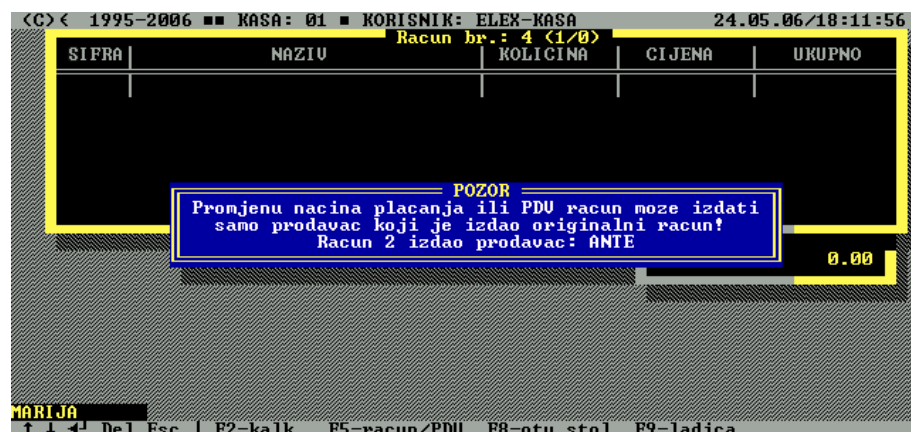 (C)< 1995-2006 ■■ KASA: 01 ■ KORISNIK: ELEX-KASA 24.05.06/18:11:56
Racun br.: 4 (1/0)
SIFRA NAZIV KOLICINA CIJENA UKUPNO
POZOR
Promjenu nacina placanja ili PDV racun moze izdati
samo prodavac koji je izdao originalni racun!
Racun 2 izdao prodavac: ANTE
0.00
MARIJA
↑ ↓ ◄┘ Del Esc | F2-kalk F5-racun/PDV F8-otv stol F9-ladica